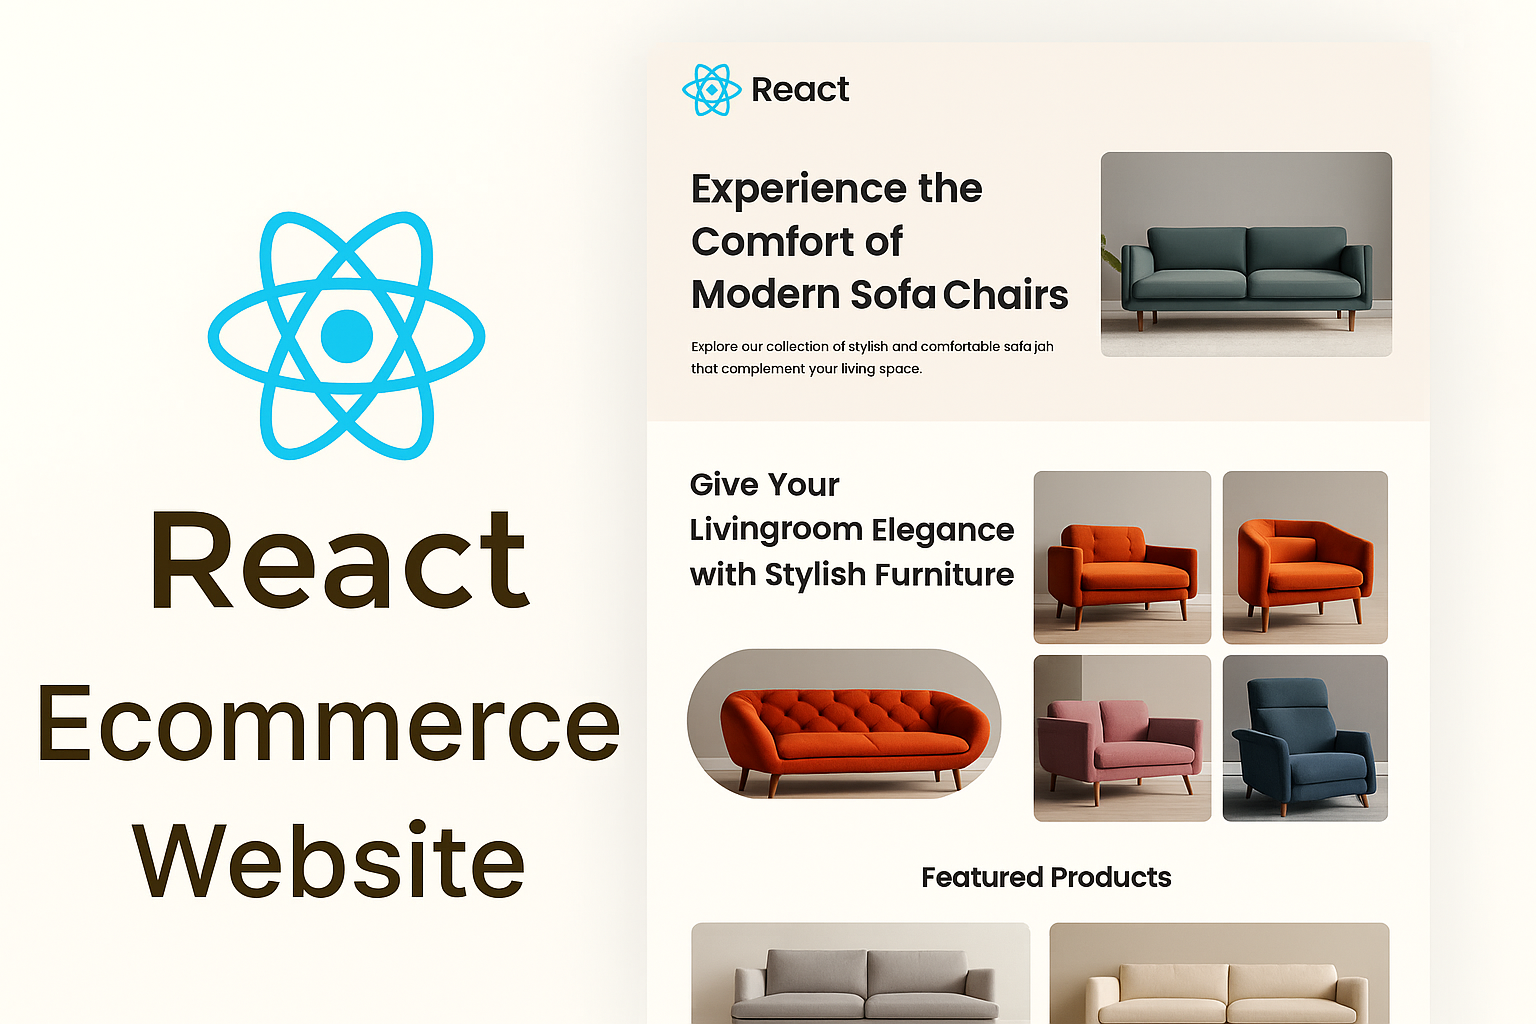 React
Ecommerce
Website
React
Experience the
Comfort of
Modern Sofa Chairs
Explore our collection of stylish and comfortable safa jah
that complement your living space.
Give Your
Livingroom Elegance
with Stylish Furniture
Featured Products